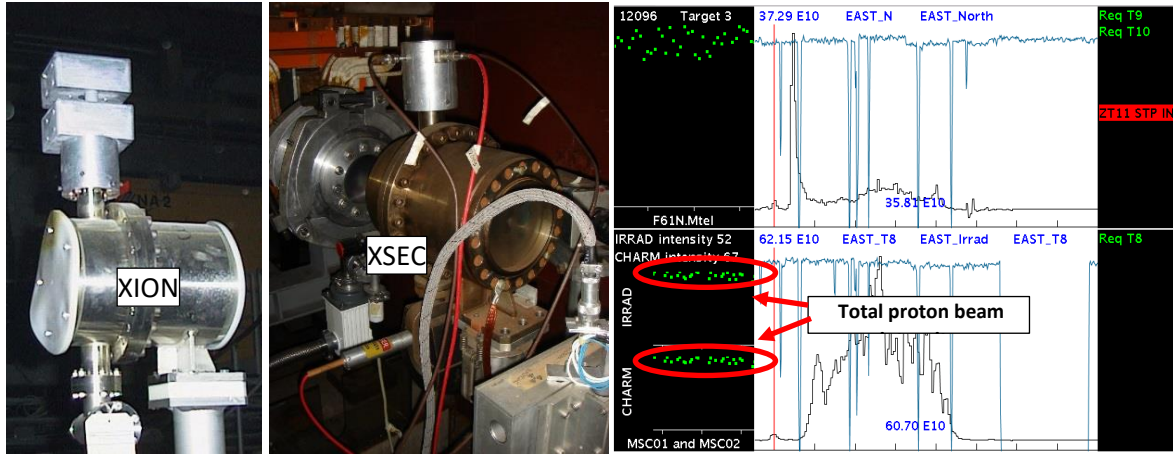 NA2
XION
XSEC
12096 Target 3
37.29 E10 EAST_N EAST_North
Req T9
Req T10
ZT11 STP IN
35.81 E10
F61N.Mtel
IRRAD intensity 52
CHARM intensity 67
62.15 E10 EAST_T8 EAST_Irrad EAST_T8
Req T8
IRRAD
Total proton beam
CHARM
60.70 E10
MSC01 and MSC02